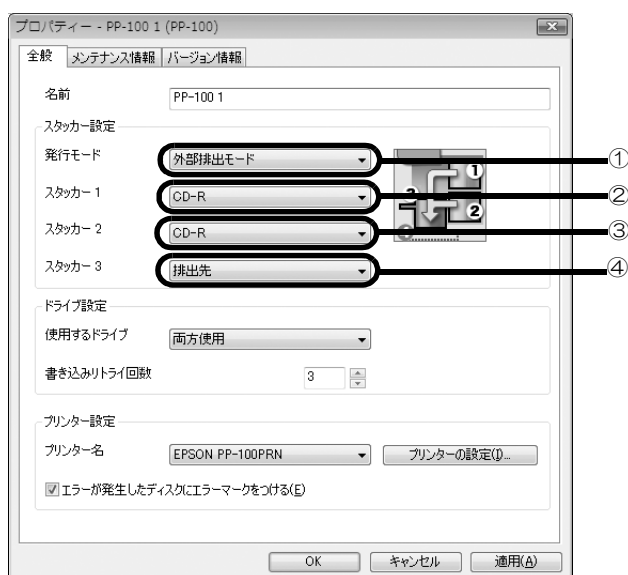 プロパティー - PP-100 1 (PP-100)
全般 メンテナンス情報 バージョン情報
名前 PP-100 1
スタッカー設定
発行モード 外部排出モード ①
スタッカー 1 CD-R ②
スタッカー 2 CD-R ③
スタッカー 3 排出先 ④
1
2
3
ドライブ設定
使用するドライブ 両方使用
書き込みリトライ回数 3
プリンター設定
プリンター名 EPSON PP-100PRN プリンターの設定(I)...
エラーが発生したディスクにエラーマークをつける(E)
OK キャンセル 適用(A)